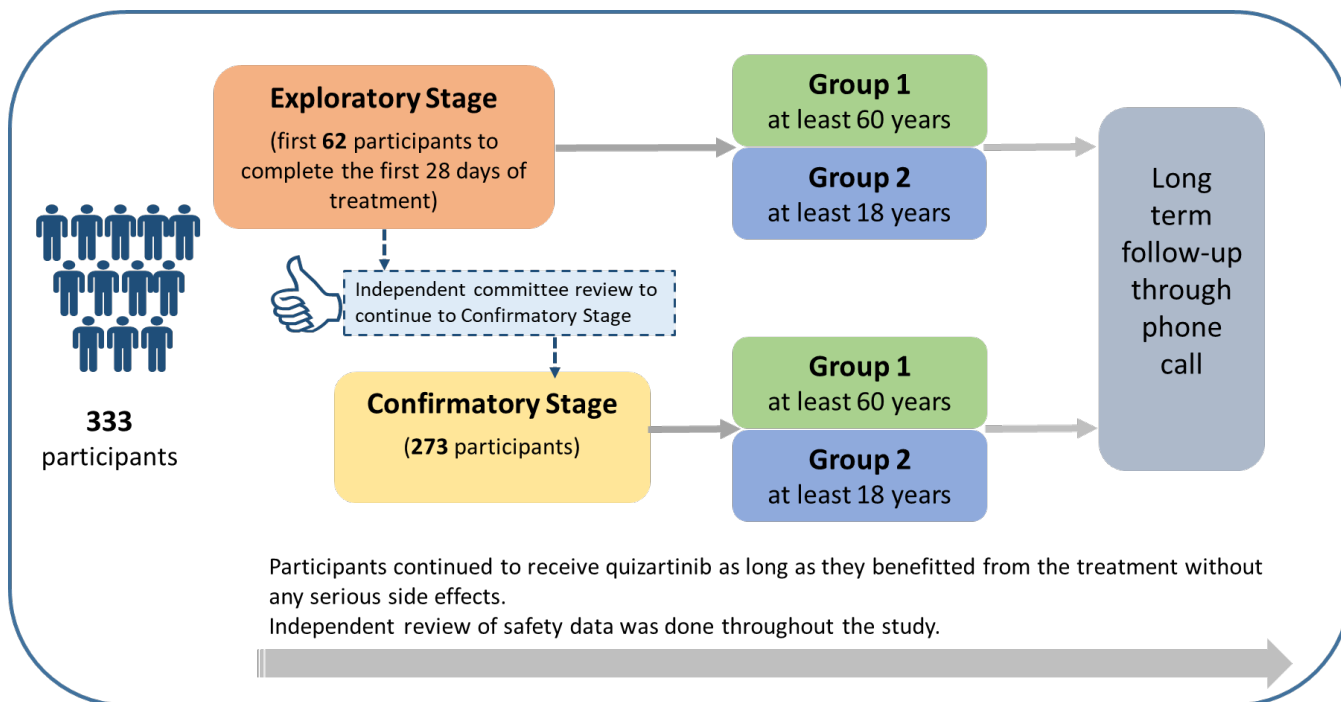 333
participants
Exploratory Stage
(first 62 participants to
complete the first 28 days of
treatment)
Independent committee review to
continue to Confirmatory Stage
Confirmatory Stage
(273 participants)
Group 1
at least 60 years
Group 2
at least 18 years
Group 1
at least 60 years
Group 2
at least 18 years
Long
term
follow-up
through
phone
call
Participants continued to receive quizartinib as long as they benefitted from the treatment without
any serious side effects.
Independent review of safety data was done throughout the study.